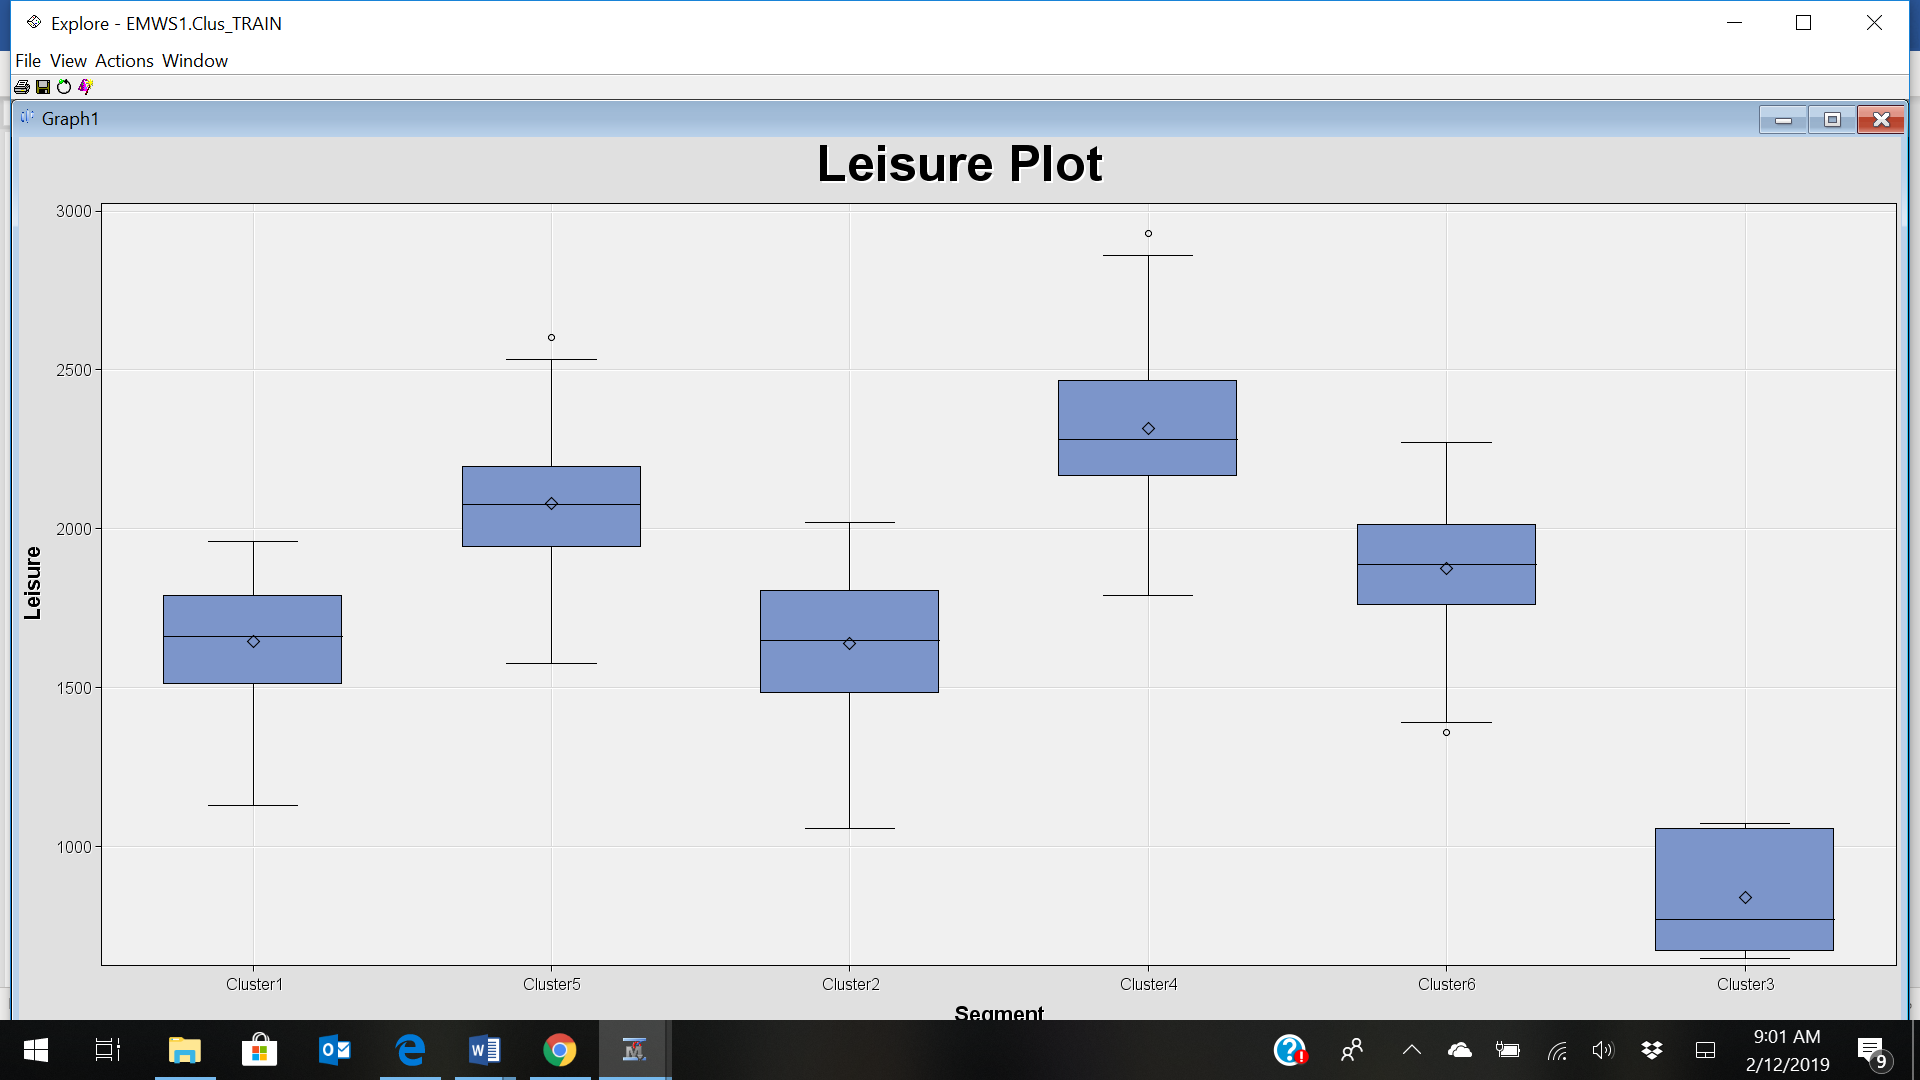 Explore - EMWS1.Clus_TRAIN
File View Actions Window
Graph1
Leisure Plot
3000
2500
2000
1500
1000
Leisure
Cluster1 Cluster5 Cluster2 Cluster4 Cluster6 Cluster3
Segment
9:01 AM
2/12/2019
9